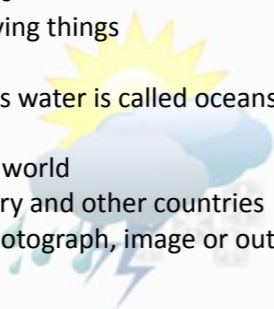 ving things
s water is called oceans
world
ry and other countries
otograph, image or out